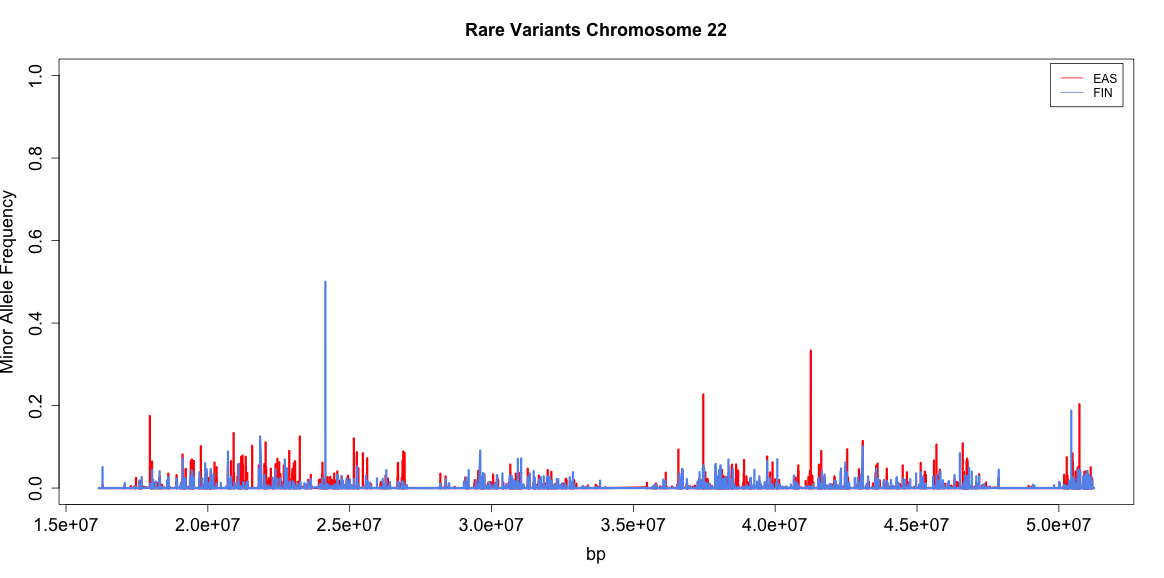 Rare Variants Chromosome 22
EAS
FIN
Minor Allele Frequency
1.0
0.8
0.6
0.4
0.2
0.0
1.5e+07 2.0e+07 2.5e+07 3.0e+07 3.5e+07 4.0e+07 4.5e+07 5.0e+07
bp